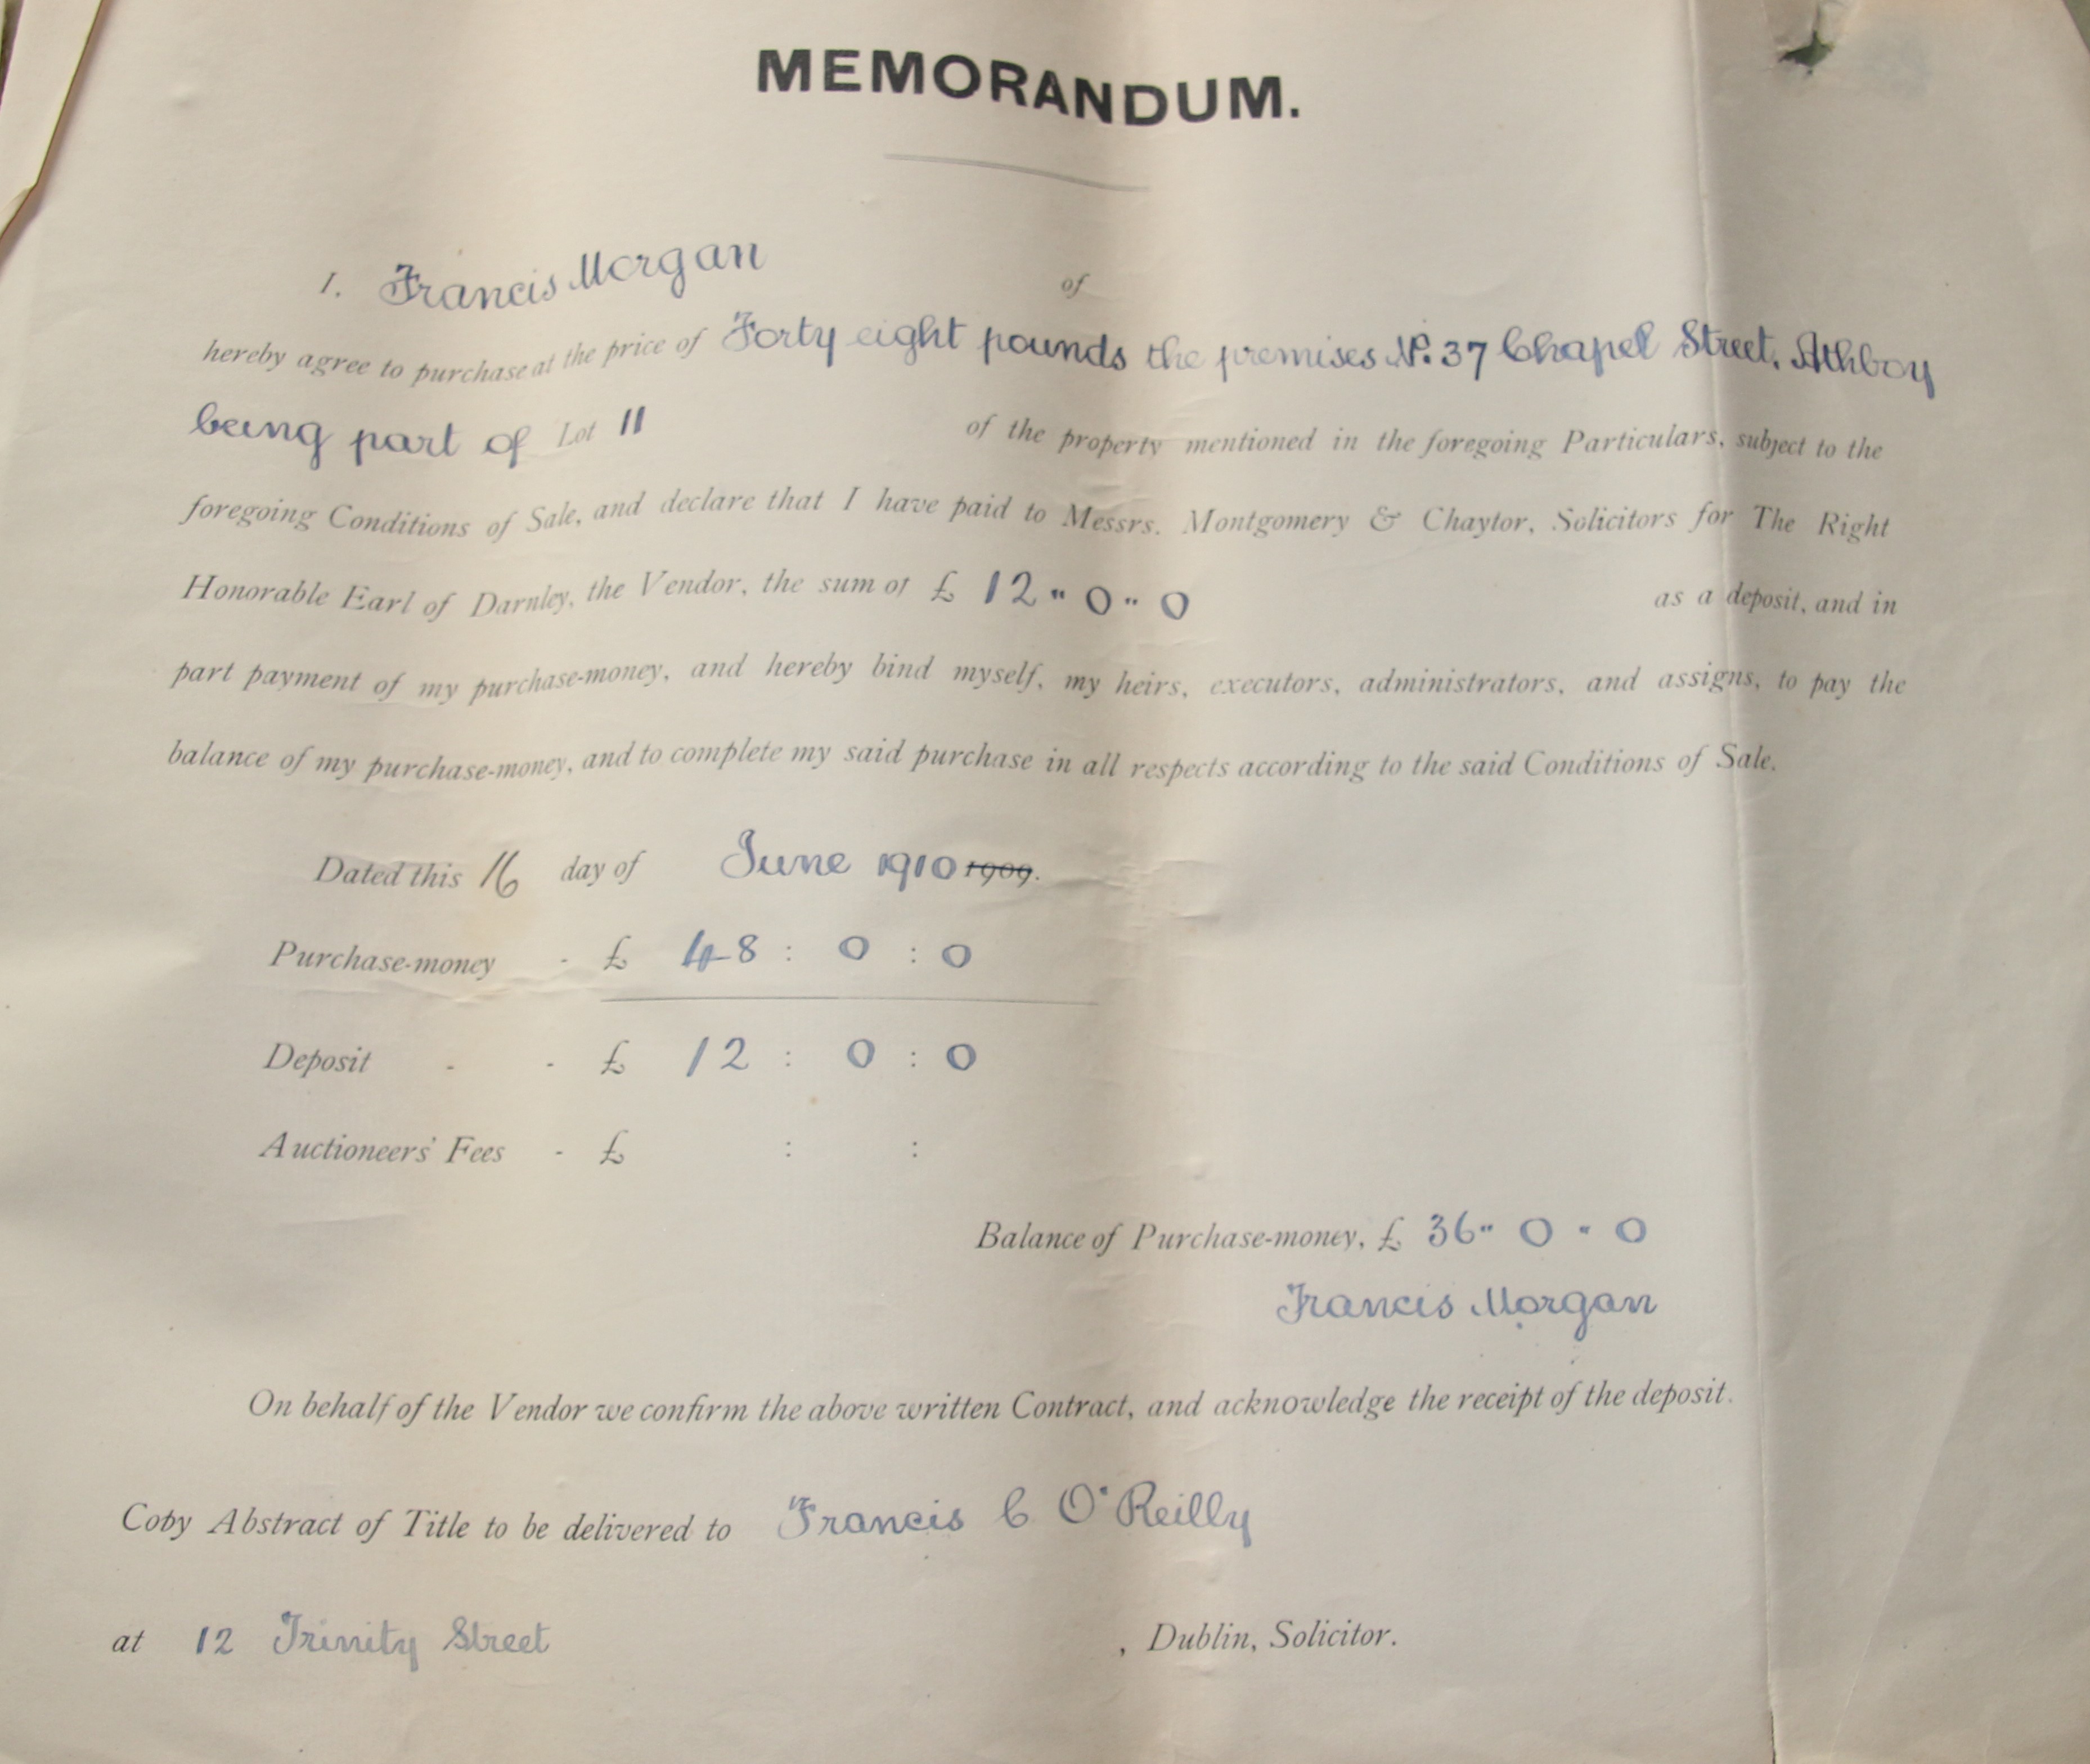 MEMORANDUM.
I. Francis Morgan of
hereby agree to purchase at the price of Forty eight pounds the premises No. 37 Chapel Street, Athboy
being part of Lot 11 of the property mentioned in the foregoing Particulars, subject to the
foregoing Conditions of Sale, and declare that I have paid to Messrs. Montgomery & Chaytor, Solicitors for The Right
Honorable Earl of Darnley, the Vendor, the sum of £ 12 " 0 " 0 as a deposit, and in
part payment of my purchase-money, and hereby bind myself, my heirs, executors, administrators, and assigns, to pay the
balance of my purchase-money, and to complete my said purchase in all respects according to the said Conditions of Sale.
Dated this 16 day of June 1910 1909.
Purchase-money - £ 48 : 0 : 0
Deposit - - £ 12 : 0 : 0
Auctioneers' Fees - £ : :
Balance of Purchase-money, £ 36 " 0 " 0
Francis Morgan
On behalf of the Vendor we confirm the above written Contract, and acknowledge the receipt of the deposit.
Copy Abstract of Title to be delivered to Francis C O'Reilly
at 12 Trinity Street , Dublin, Solicitor.